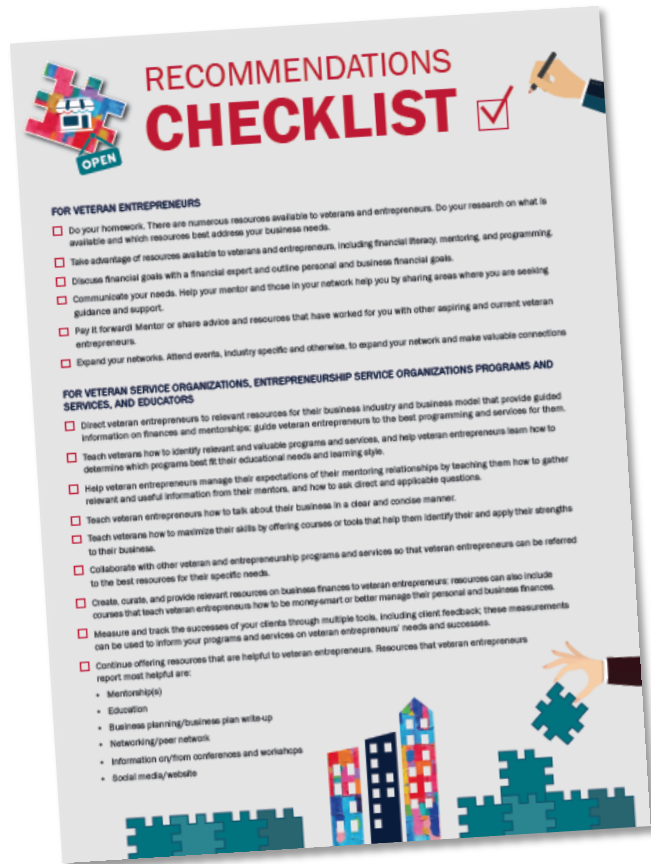 RECOMMENDATIONS
CHECKLIST
OPEN
FOR VETERAN ENTREPRENEURS
Do your homework. There are numerous resources available to veterans and entrepreneurs. Do your research on what is
available and which resources best address your business needs.
Take advantage of resources available to veterans and entrepreneurs, including financial literacy, mentoring, and programming.
Discuss financial goals with a financial expert and outline personal and business financial goals.
Communicate your needs. Help your mentor and those in your network help you by sharing areas where you are seeking
guidance and support.
Pay it forward! Mentor or share advice and resources that have worked for you with other aspiring and current veteran
entrepreneurs.
Expand your networks. Attend events, industry specific and otherwise, to expand your network and make valuable connections
FOR VETERAN SERVICE ORGANIZATIONS, ENTREPRENEURSHIP SERVICE ORGANIZATIONS PROGRAMS AND
SERVICES, AND EDUCATORS
Direct veteran entrepreneurs to relevant resources for their business industry and business model that provide guided
information on finances and mentorships; guide veteran entrepreneurs to the best programming and services for them.
Teach veterans how to identify relevant and valuable programs and services, and help veteran entrepreneurs learn how to
determine which programs best fit their educational needs and learning style.
Help veteran entrepreneurs manage their expectations of their mentoring relationships by teaching them how to gather
relevant and useful information from their mentors, and how to ask direct and applicable questions.
Teach veteran entrepreneurs how to talk about their business in a clear and concise manner.
Teach veterans how to maximize their skills by offering courses or tools that help them identify their and apply their strengths
to their business.
Collaborate with other veteran and entrepreneurship programs and services so that veteran entrepreneurs can be referred
to the best resources for their specific needs.
Create, curate, and provide relevant resources on business finances to veteran entrepreneurs; resources can also include
courses that teach veteran entrepreneurs how to be money-smart or better manage their personal and business finances.
Measure and track the successes of your clients through multiple tools, including client feedback; these measurements
can be used to inform your programs and services on veteran entrepreneurs' needs and successes.
Continue offering resources that are helpful to veteran entrepreneurs. Resources that veteran entrepreneurs
report most helpful are:
• Mentorship(s)
• Education
• Business planning/business plan write-up
• Networking/peer network
• Information on/from conferences and workshops
• Social media/website